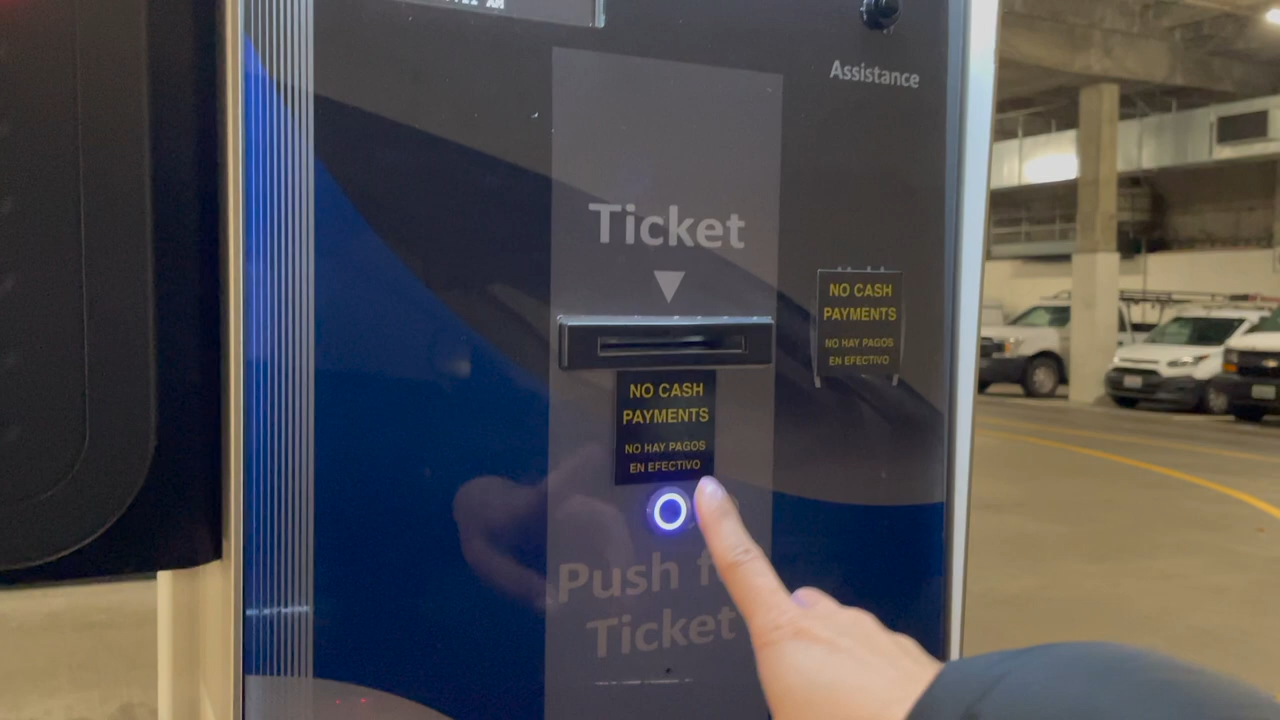 AM
Assistance
Ticket
NO CASH
PAYMENTS
NO HAY PAGOS
EN EFECTIVO
NO CASH
PAYMENTS
NO HAY PAGOS
EN EFECTIVO
Push
Ticket